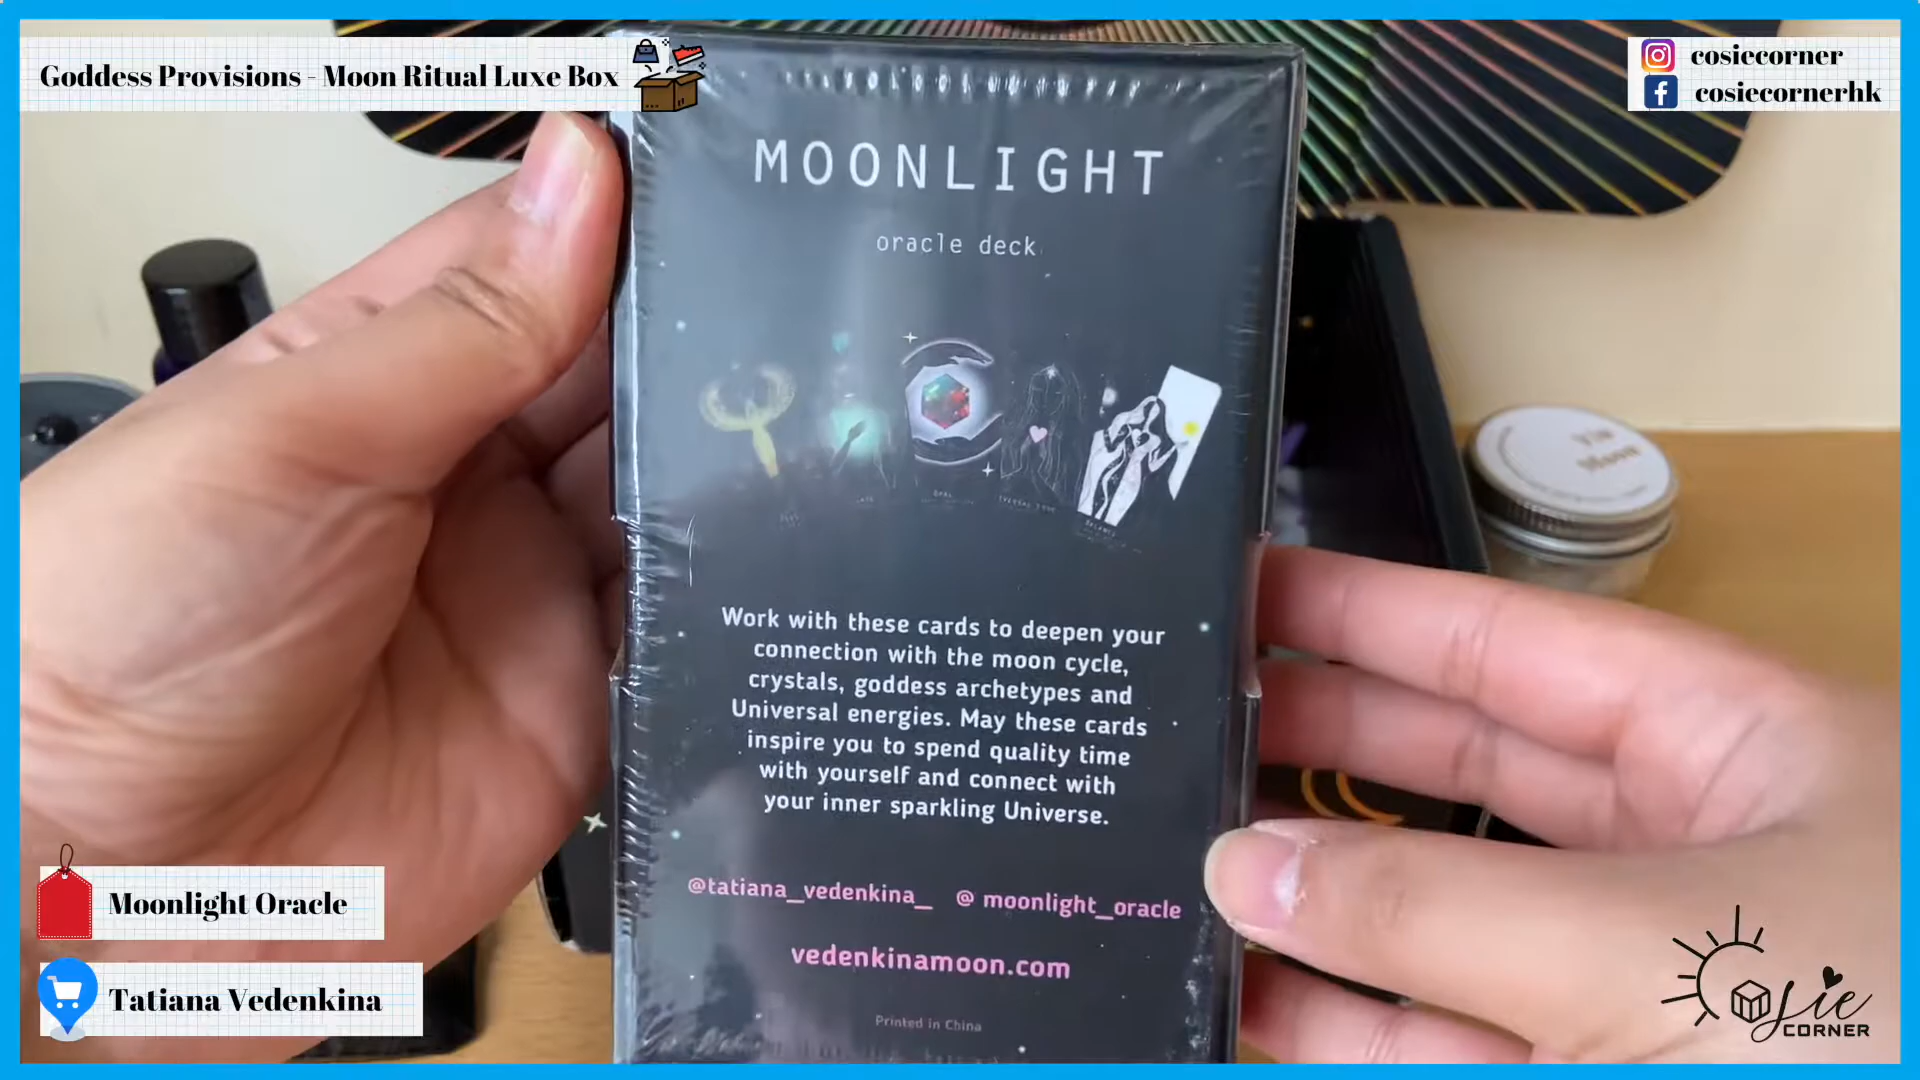 Goddess Provisions - Moon Ritual Luxe Box
cosiecorner
cosiecornerhk
MOONLIGHT
oracle deck
Work with these cards to deepen your
connection with the moon cycle,
crystals, goddess archetypes and
Universal energies. May these cards
inspire you to spend quality time
with yourself and connect with
your inner sparkling Universe.
@tatiana_vedenkina_ @ moonlight_oracle
vedenkinamoon.com
Printed in China
Moonlight Oracle
Tatiana Vedenkina
Moon
Cosie
CORNER